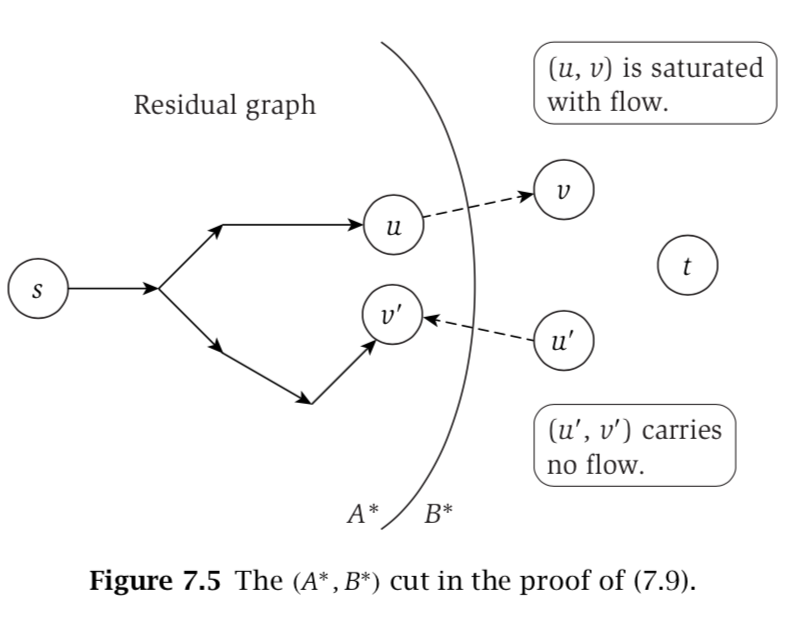 (u, v) is saturated
with flow.
Residual graph
v
u
t
s
v′
u′
(u′, v′) carries
no flow.
A* B*
Figure 7.5 The (A*, B*) cut in the proof of (7.9).